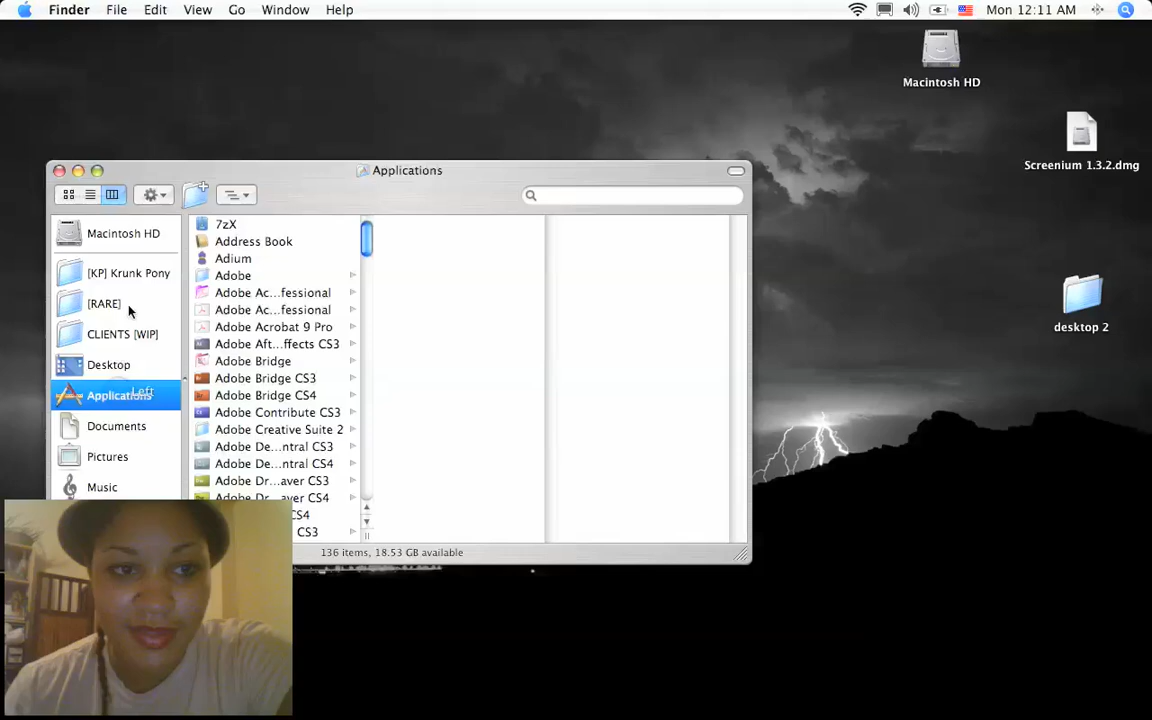 Finder File Edit View Go Window Help Mon 12:11 AM
Macintosh HD
Screenium 1.3.2.dmg
desktop 2
Applications
Macintosh HD
[KP] Krunk Pony
[RARE]
CLIENTS [WIP]
Desktop
Left
Applications
Documents
Pictures
Music
7zX
Address Book
Adium
Adobe
Adobe Ac...fessional
Adobe Ac...fessional
Adobe Acrobat 9 Pro
Adobe Aft...ffects CS3
Adobe Bridge
Adobe Bridge CS3
Adobe Bridge CS4
Adobe Contribute CS3
Adobe Creative Suite 2
Adobe De...ntral CS3
Adobe De...ntral CS4
Adobe Dr...aver CS3
Adobe Dr...aver CS4
CS4
CS3
136 items, 18.53 GB available